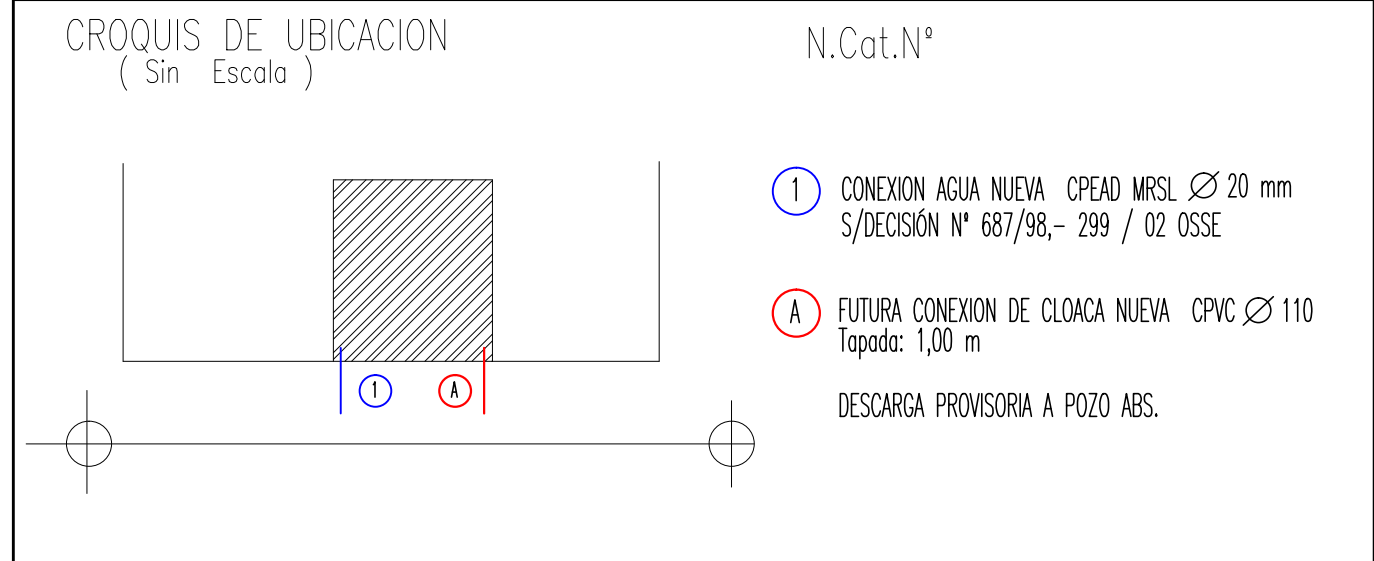 CROQUIS DE UBICACION
( Sin Escala )
N.Cat.Nº
1 CONEXION AGUA NUEVA CPEAD MRSL Ø 20 mm
S/DECISIÓN Nº 687/98,- 299 / 02 OSSE
A FUTURA CONEXION DE CLOACA NUEVA CPVC Ø 110
Tapada: 1,00 m
DESCARGA PROVISORIA A POZO ABS.
1
A